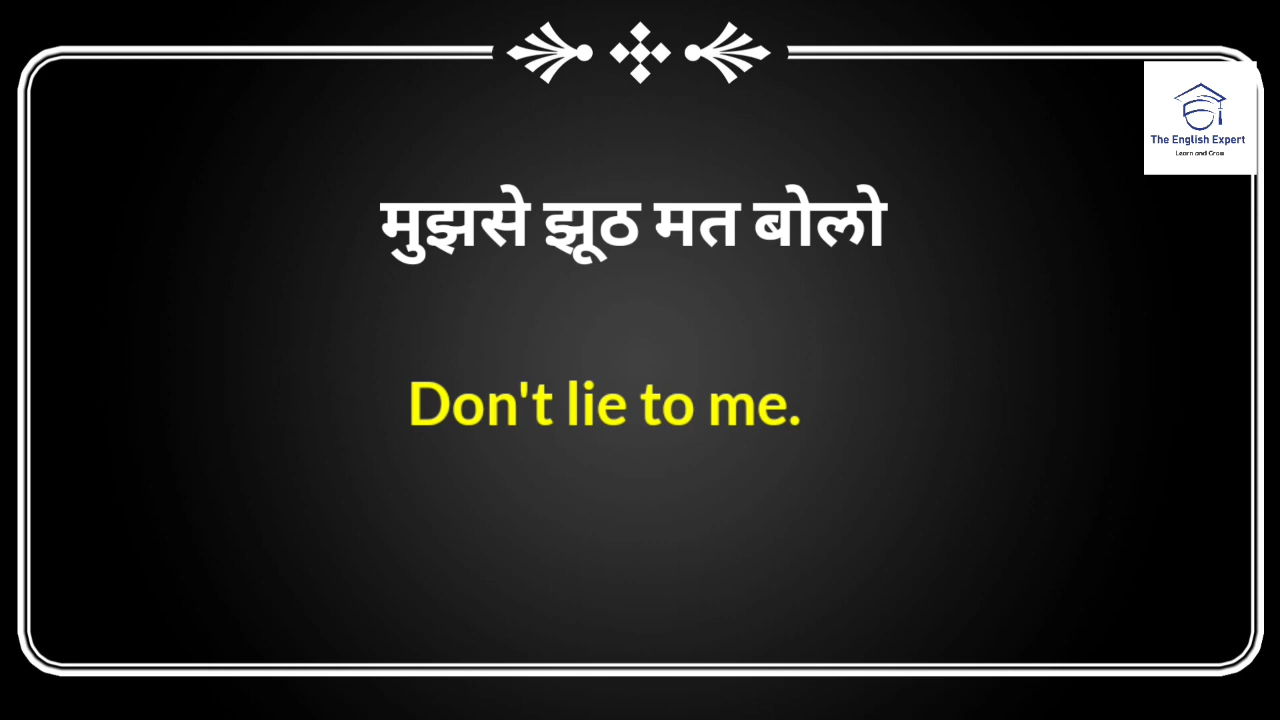 The English Expert
Learn and Grow
मुझसे झूठ मत बोलो
Don't lie to me.